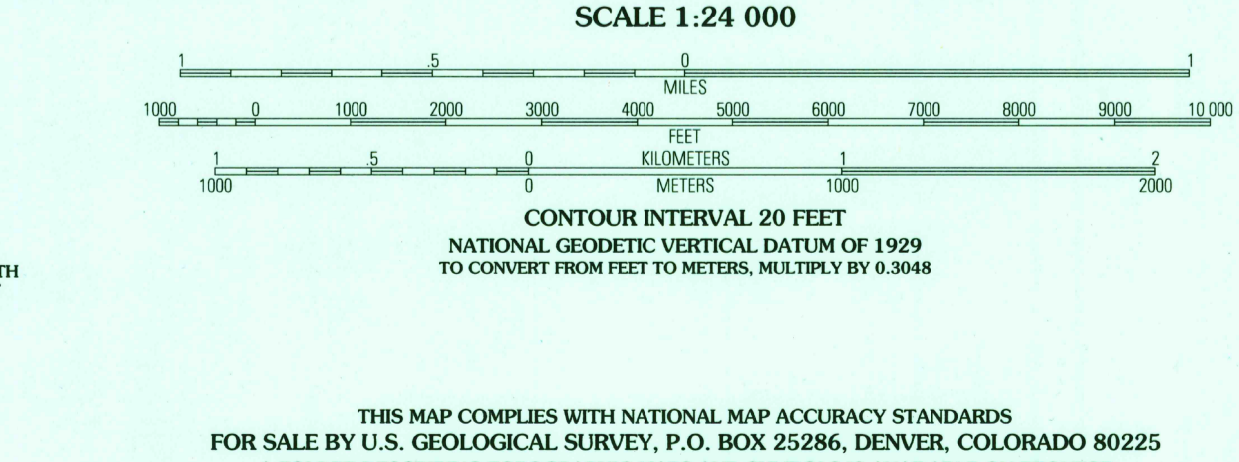 SCALE 1:24 000
1 .5 0 1
MILES
1000 0 1000 2000 3000 4000 5000 6000 7000 8000 9000 10 000
FEET
1 .5 0 KILOMETERS 1 2
1000 0 METERS 1000 2000
CONTOUR INTERVAL 20 FEET
NATIONAL GEODETIC VERTICAL DATUM OF 1929
TO CONVERT FROM FEET TO METERS, MULTIPLY BY 0.3048
TH
THIS MAP COMPLIES WITH NATIONAL MAP ACCURACY STANDARDS
FOR SALE BY U.S. GEOLOGICAL SURVEY, P.O. BOX 25286, DENVER, COLORADO 80225